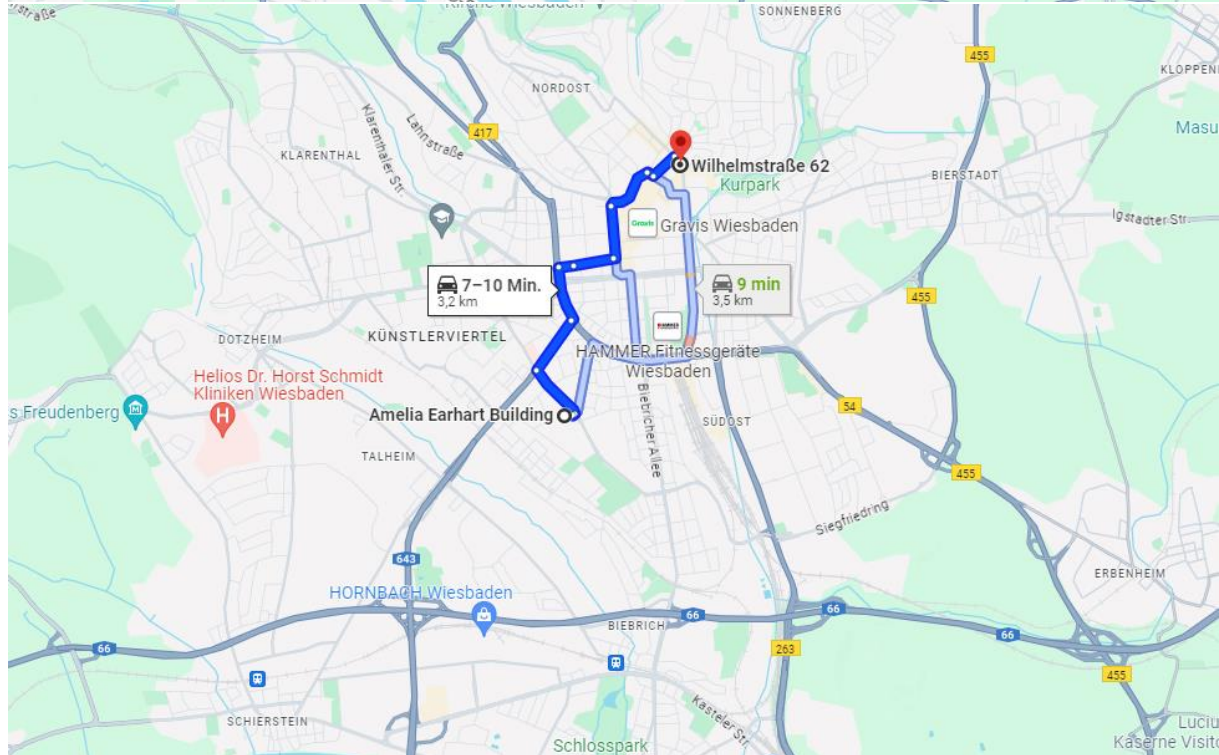 SONNENBERG
455
KLOPPEN
NORDOST
Klarenthaler Str.
Lahnstraße
417
Masu
KLARENTHAL
Wilhelmstraße 62
Kurpark
BIERSTADT
Igstadter Str.
Gravis
Gravis Wiesbaden
7–10 Min.
3,2 km
9 min
3,5 km
455
DOTZHEIM
KÜNSTLERVIERTEL
HAMMER
HAMMER Fitnessgeräte
Wiesbaden
Helios Dr. Horst Schmidt
Kliniken Wiesbaden
H
s Freudenberg
Amelia Earhart Building
Biebricher Allee
SÜDOST
54
TALHEIM
455
Siegfriedring
643
ERBENHEIM
HORNBACH Wiesbaden
66
BIEBRICH
66
66
66
263
455
SCHIERSTEIN
Kasteler Str.
Schlosspark
Luciu
Kaserne Visito